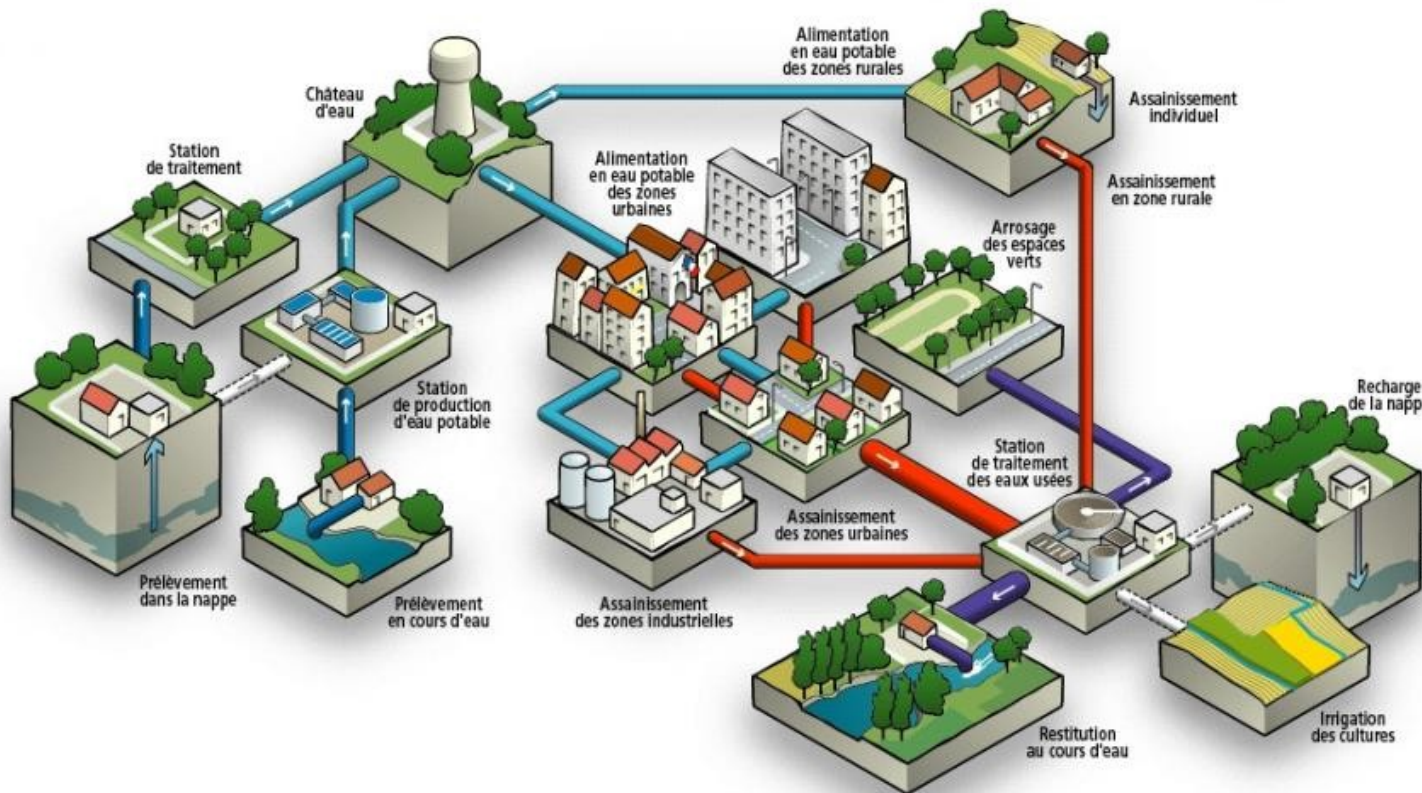 Alimentation
en eau potable
des zones rurales
Château
d'eau
Assainissement
individuel
Station
de traitement
Alimentation
en eau potable
des zones
urbaines
Assainissement
en zone rurale
Arrosage
des espaces
verts
Station
de production
d'eau potable
Recharge
de la napp
Station
de traitement
des eaux usées
Assainissement
des zones urbaines
Prélèvement
dans la nappe
Prélèvement
en cours d'eau
Assainissement
des zones industrielles
Restitution
au cours d'eau
Irrigation
des cultures